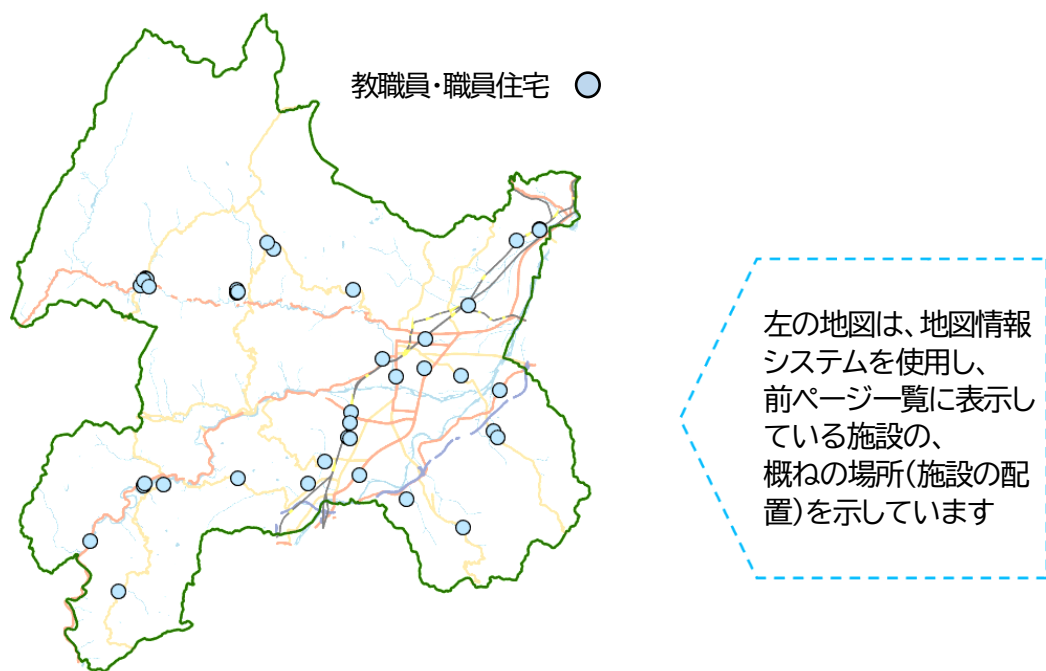 教職員・職員住宅
左の地図は、地図情報
システムを使用し、
前ページ一覧に表示し
ている施設の、
概ねの場所（施設の配
置）を示しています